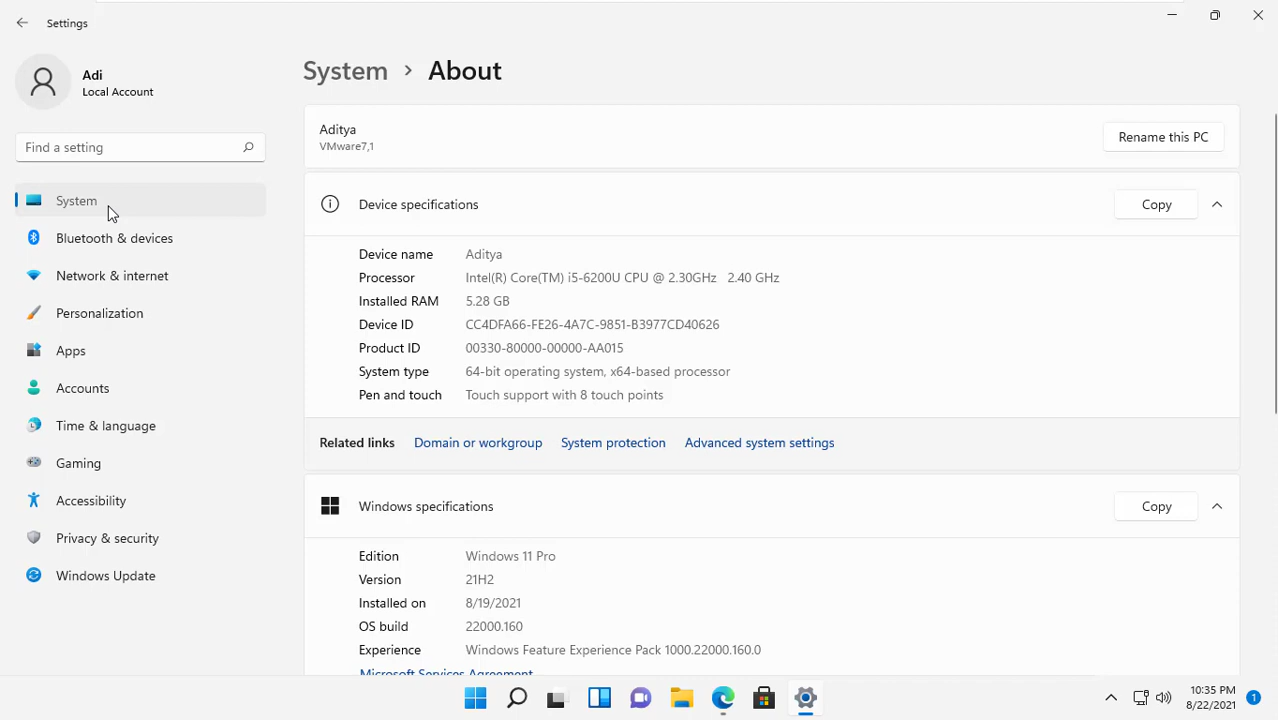 Settings
Adi
Local Account
Find a setting
System
Bluetooth & devices
Network & internet
Personalization
Apps
Accounts
Time & language
Gaming
Accessibility
Privacy & security
Windows Update
System › About
Aditya
VMware7,1
Rename this PC
Device specifications
Copy
Device name Aditya
Processor Intel(R) Core(TM) i5-6200U CPU @ 2.30GHz 2.40 GHz
Installed RAM 5.28 GB
Device ID CC4DFA66-FE26-4A7C-9851-B3977CD40626
Product ID 00330-80000-00000-AA015
System type 64-bit operating system, x64-based processor
Pen and touch Touch support with 8 touch points
Related links Domain or workgroup System protection Advanced system settings
Windows specifications
Copy
Edition Windows 11 Pro
Version 21H2
Installed on 8/19/2021
OS build 22000.160
Experience Windows Feature Experience Pack 1000.22000.160.0
Microsoft Services Agreement
10:35 PM
8/22/2021
1